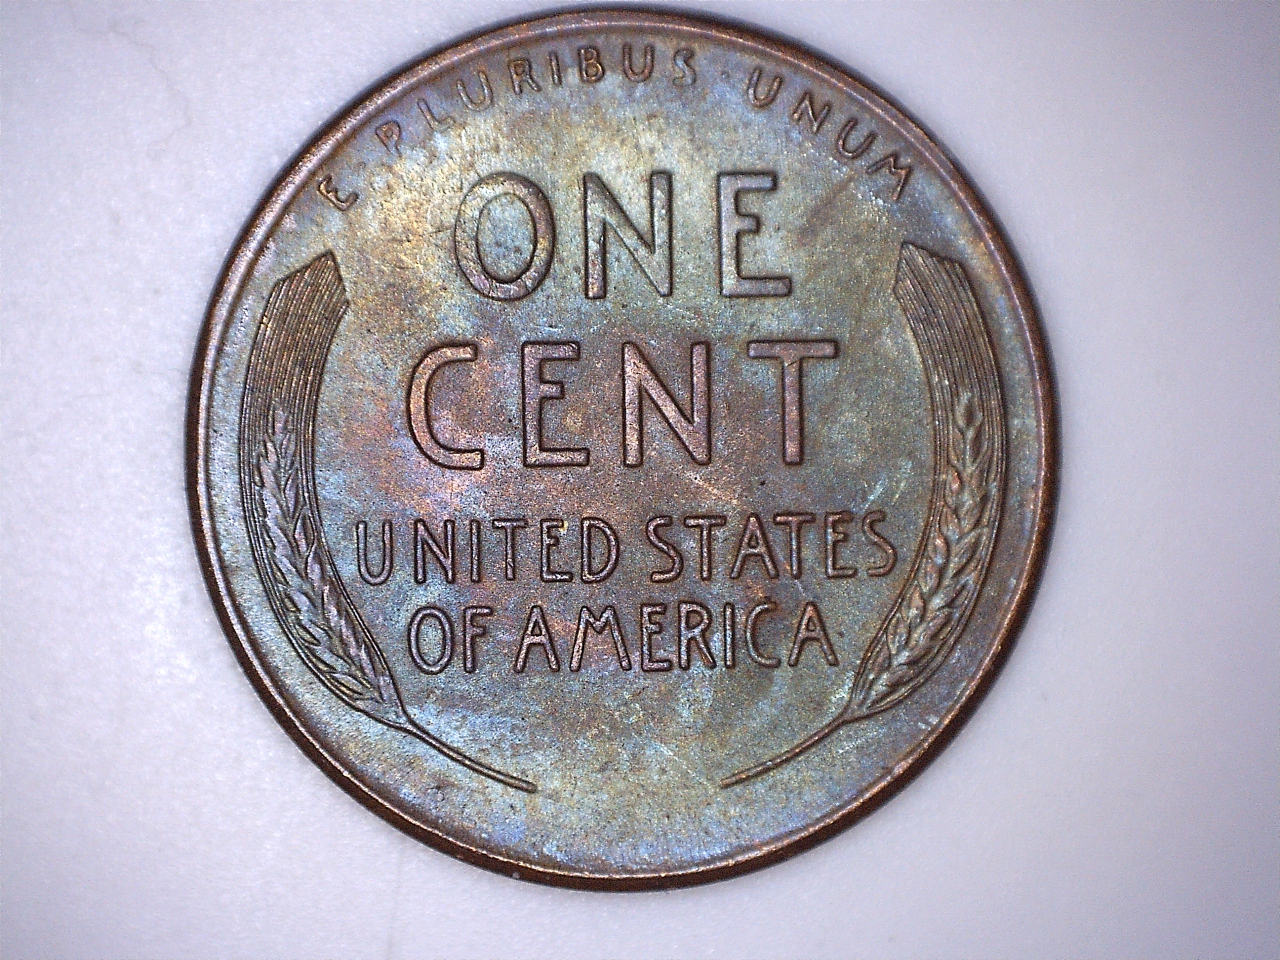 E · PLURIBUS · UNUM
ONE
CENT
UNITED STATES
OF AMERICA